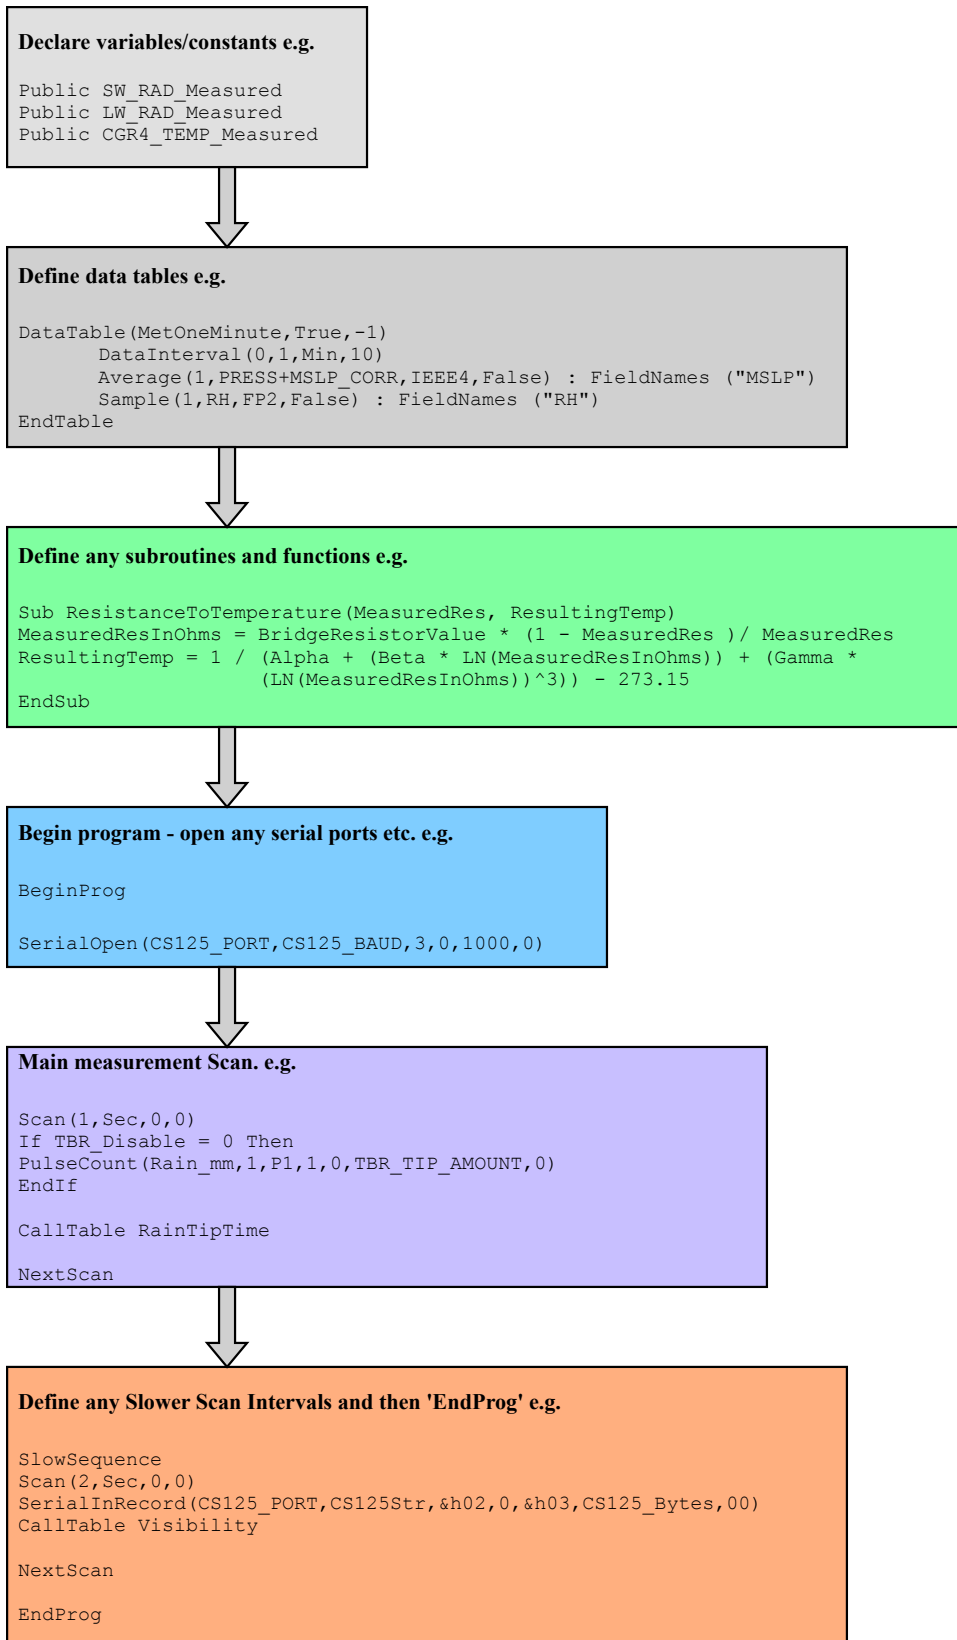 Declare variables/constants e.g.
Public SW_RAD_Measured
Public LW_RAD_Measured
Public CGR4_TEMP_Measured
Define data tables e.g.
DataTable(MetOneMinute,True,-1)
DataInterval(0,1,Min,10)
Average(1,PRESS+MSLP_CORR,IEEE4,False) : FieldNames ("MSLP")
Sample(1,RH,FP2,False) : FieldNames ("RH")
EndTable
Define any subroutines and functions e.g.
Sub ResistanceToTemperature(MeasuredRes, ResultingTemp)
MeasuredResInOhms = BridgeResistorValue * (1 - MeasuredRes )/ MeasuredRes
ResultingTemp = 1 / (Alpha + (Beta * LN(MeasuredResInOhms)) + (Gamma *
(LN(MeasuredResInOhms))^3)) - 273.15
EndSub
Begin program - open any serial ports etc. e.g.
BeginProg
SerialOpen(CS125_PORT,CS125_BAUD,3,0,1000,0)
Main measurement Scan. e.g.
Scan(1,Sec,0,0)
If TBR_Disable = 0 Then
PulseCount(Rain_mm,1,P1,1,0,TBR_TIP_AMOUNT,0)
EndIf
CallTable RainTipTime
NextScan
Define any Slower Scan Intervals and then 'EndProg' e.g.
SlowSequence
Scan(2,Sec,0,0)
SerialInRecord(CS125_PORT,CS125Str,&h02,0,&h03,CS125_Bytes,00)
CallTable Visibility
NextScan
EndProg